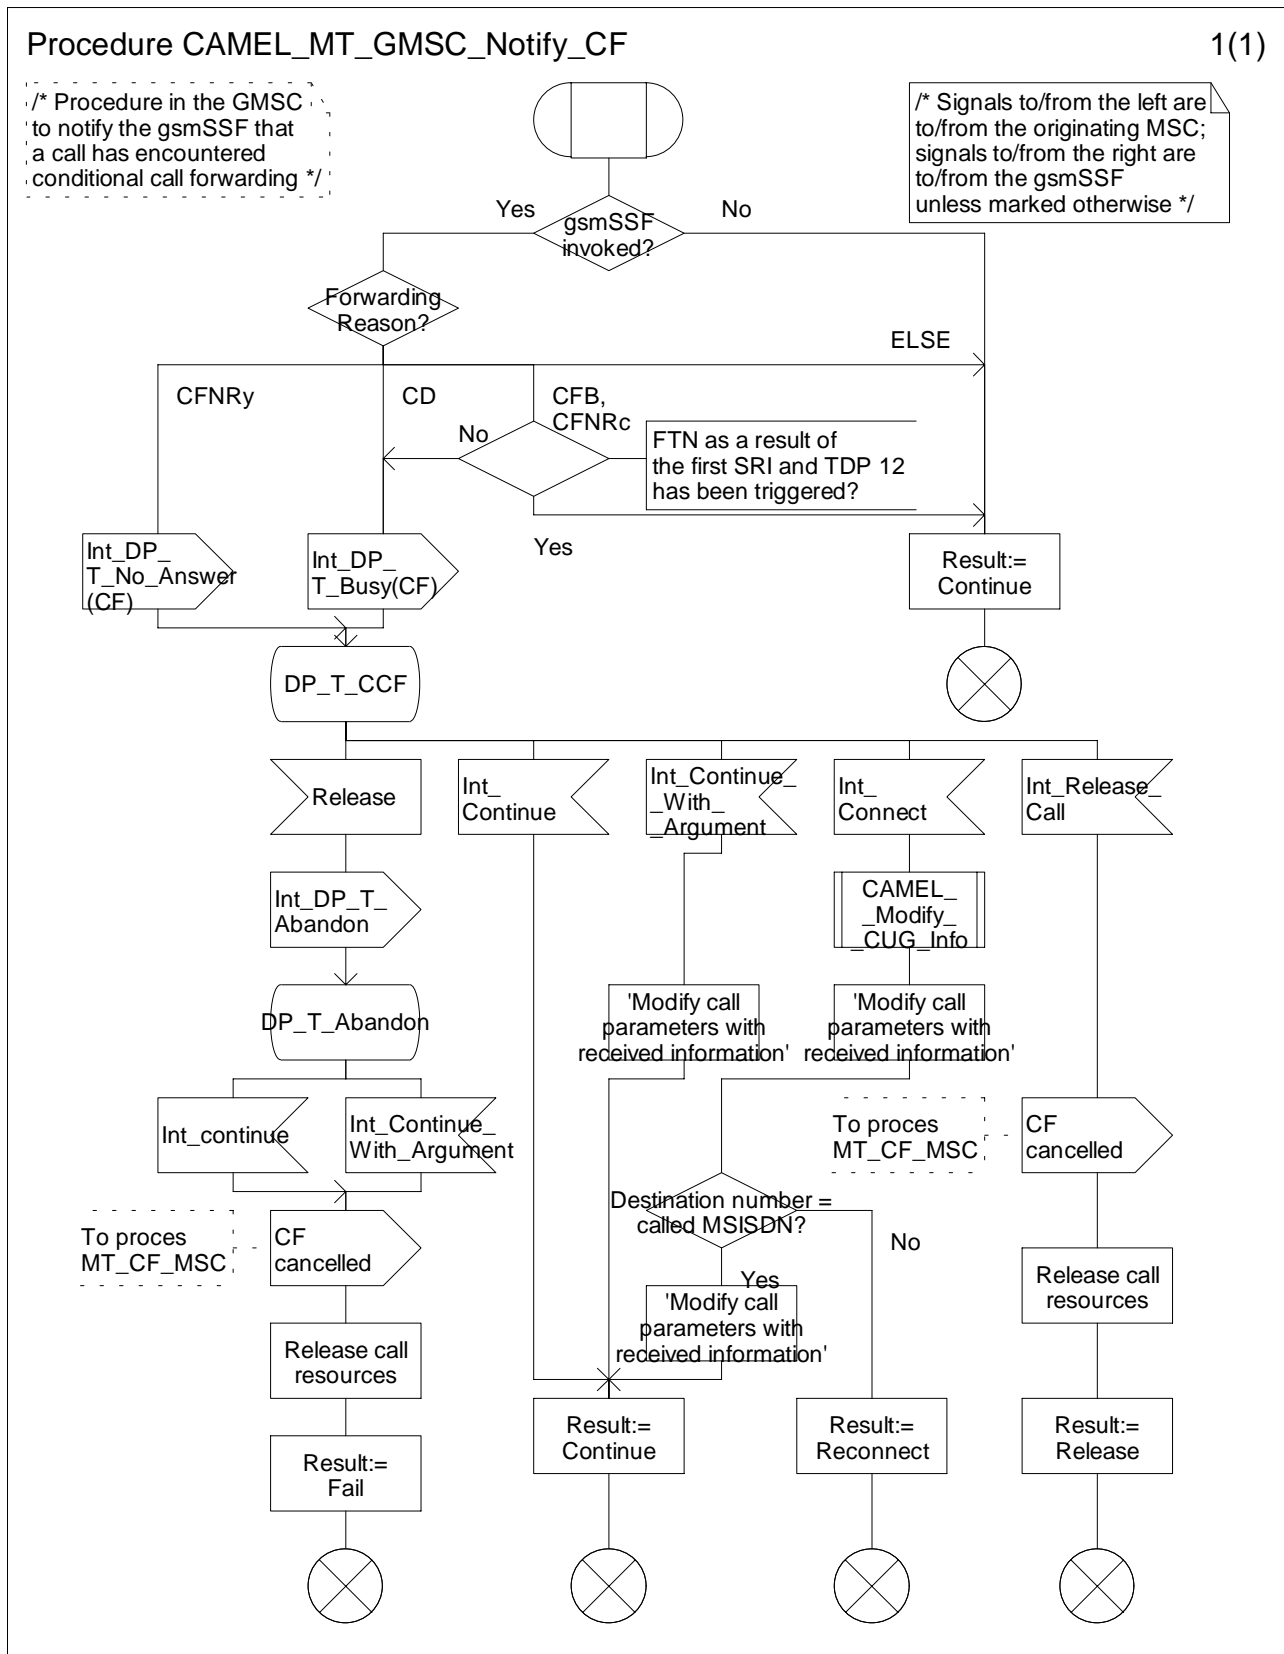 Procedure CAMEL_MT_GMSC_Notify_CF
1(1)
/* Procedure in the GMSC
to notify the gsmSSF that
a call has encountered
conditional call forwarding */
/* Signals to/from the left are
to/from the originating MSC;
signals to/from the right are
to/from the gsmSSF
unless marked otherwise */
Yes
gsmSSF
invoked?
No
Forwarding
Reason?
ELSE
CFNRy
CD
CFB,
CFNRc
No
FTN as a result of
the first SRI and TDP 12
has been triggered?
Yes
Int_DP_
T_No_Answer
(CF)
Int_DP_
T_Busy(CF)
Result:=
Continue
DP_T_CCF
Release
Int_
Continue
Int_Continue_
_With_
_Argument
Int_
Connect
Int_Release_
Call
Int_DP_T_
Abandon
CAMEL_
_Modify_
_CUG_Info
DP_T_Abandon
'Modify call
parameters with
received information'
'Modify call
parameters with
received information'
Int_continue
Int_Continue_
With_Argument
To proces
MT_CF_MSC
CF
cancelled
Destination number =
called MSISDN?
No
Yes
To proces
MT_CF_MSC
CF
cancelled
Release call
resources
'Modify call
parameters with
received information'
Release call
resources
Result:=
Continue
Result:=
Reconnect
Result:=
Release
Result:=
Fail